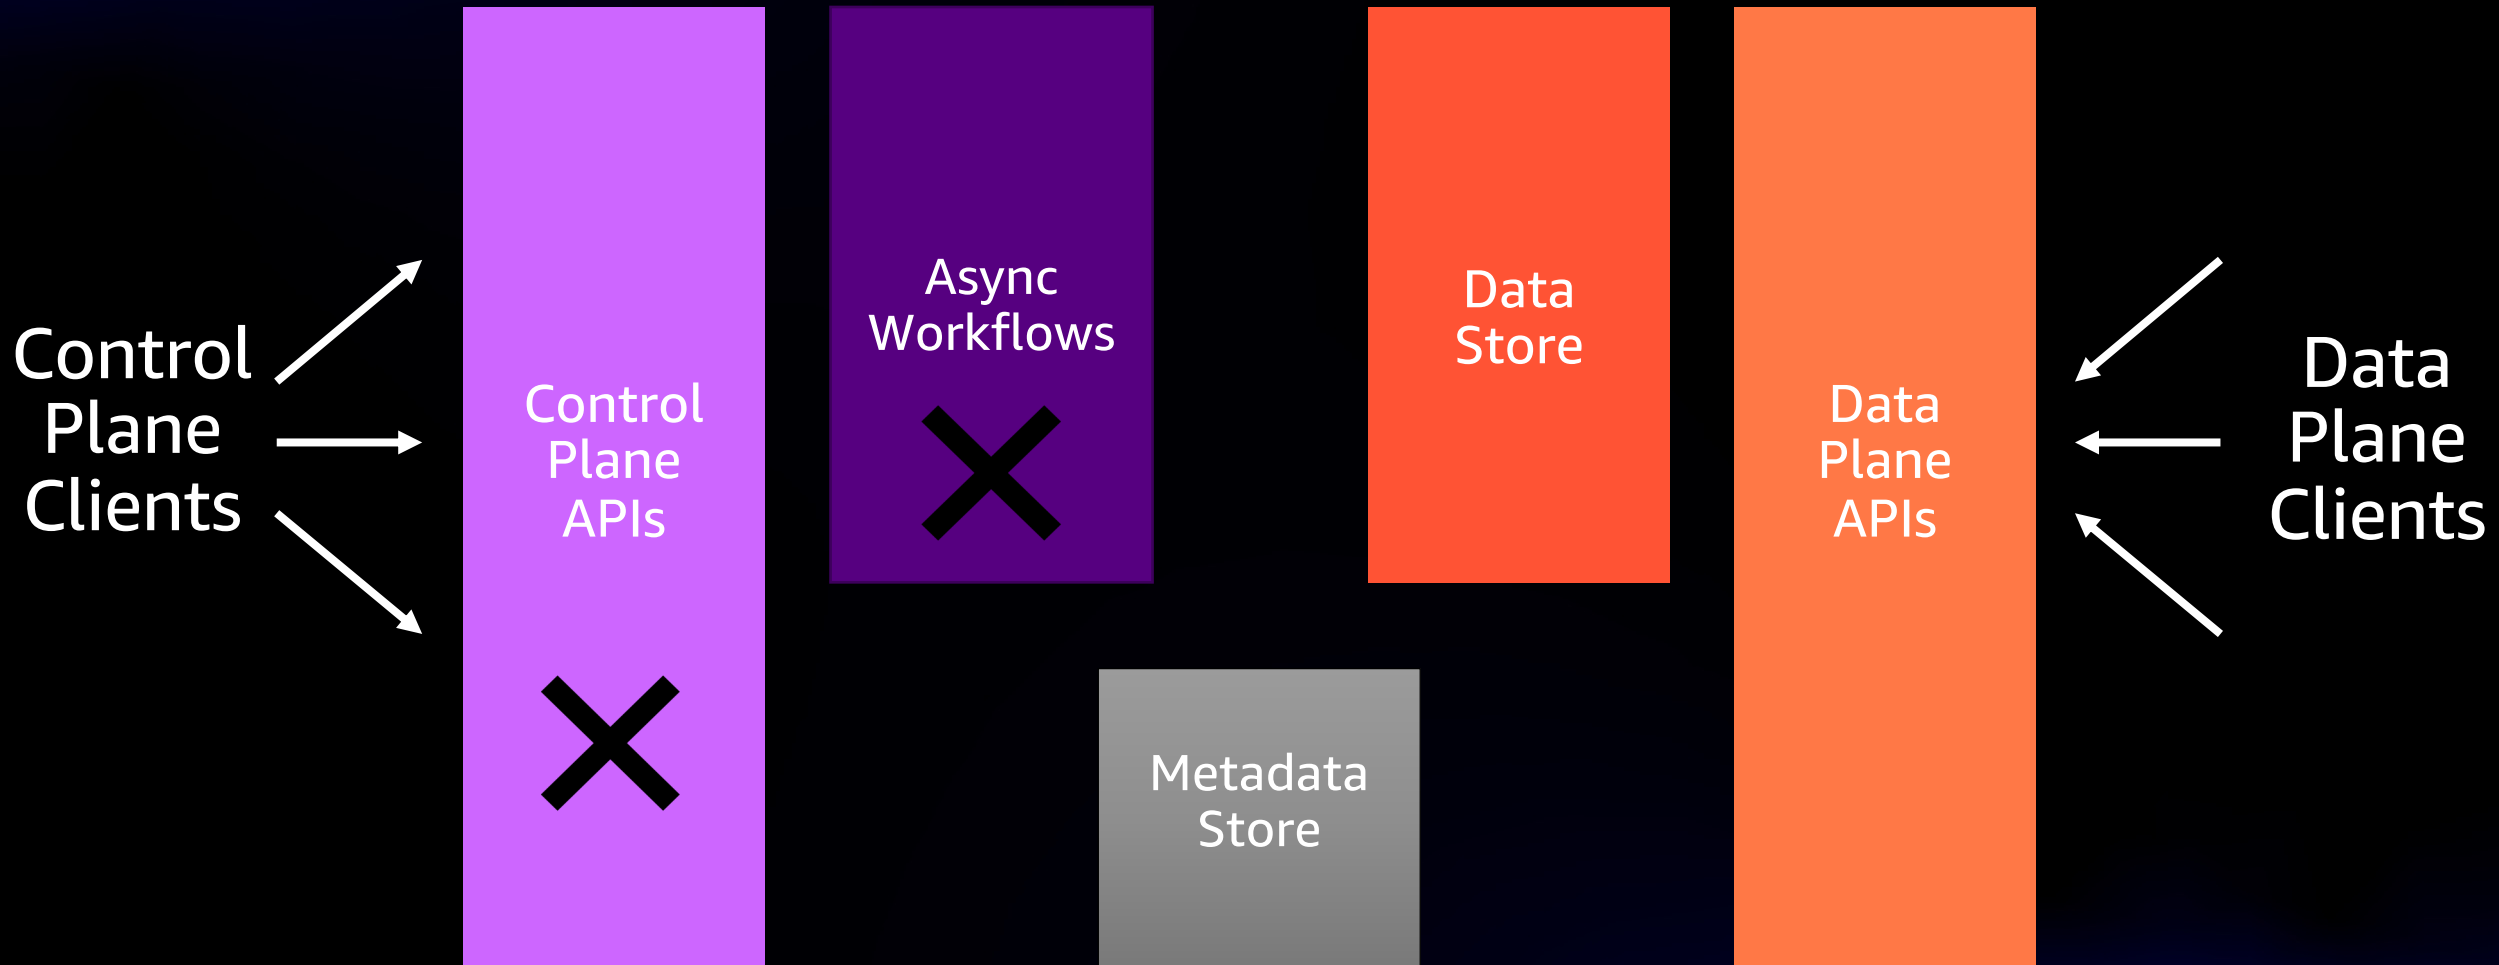 Control
Plane
Clients
Control
Plane
APIs
Async
Workflows
Metadata
Store
Data
Store
Data
Plane
APIs
Data
Plane
Clients